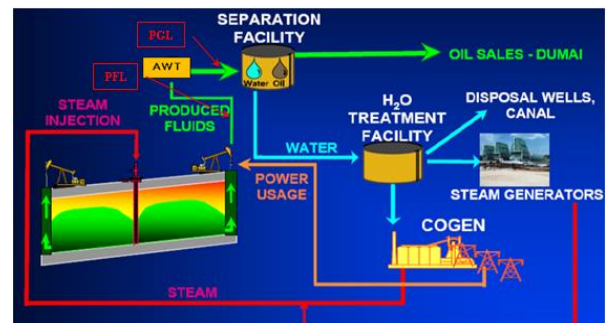 SEPARATION
FACILITY
PGL
AWT
PFL
Water Oil
OIL SALES - DUMAI
STEAM
INJECTION
PRODUCED
FLUIDS
H₂O
TREATMENT
FACILITY
DISPOSAL WELLS,
CANAL
WATER
POWER
USAGE
STEAM GENERATORS
COGEN
STEAM